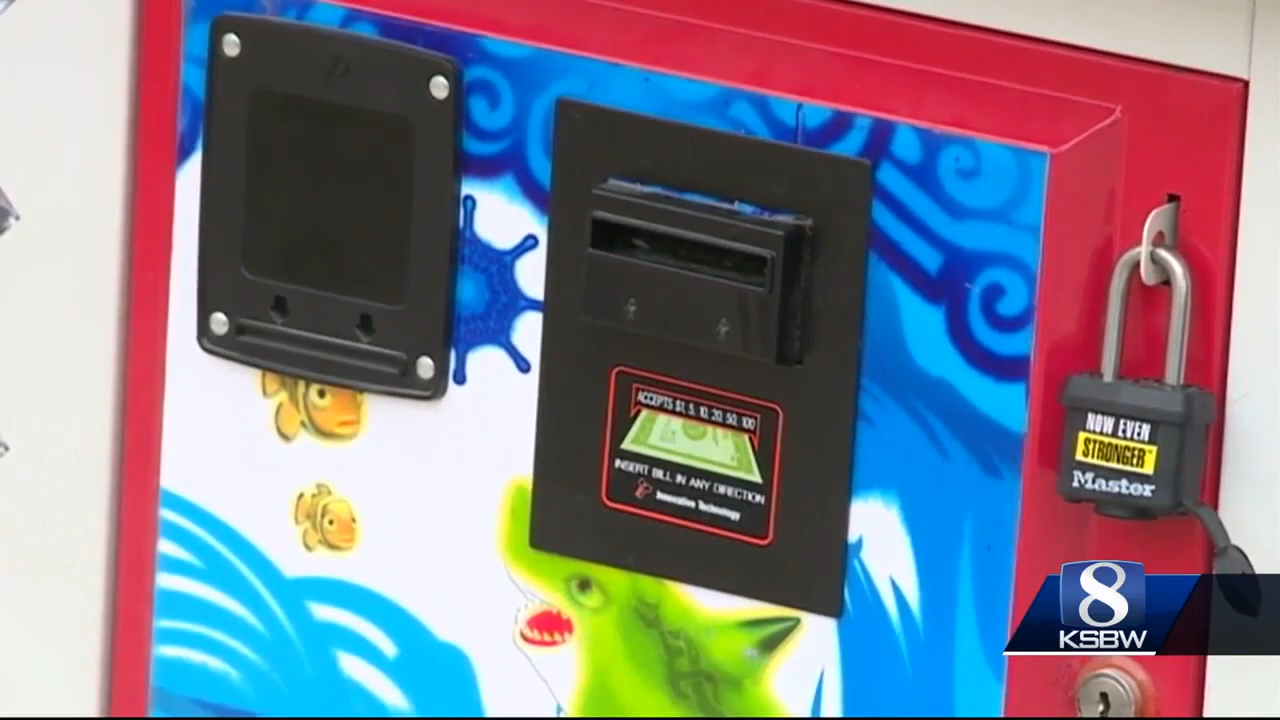 ACCEPTS $1, 5, 10, 20, 50, 100
INSERT BILL IN ANY DIRECTION
Innovative Technology
NOW EVEN
STRONGER™
Master
8
KSBW